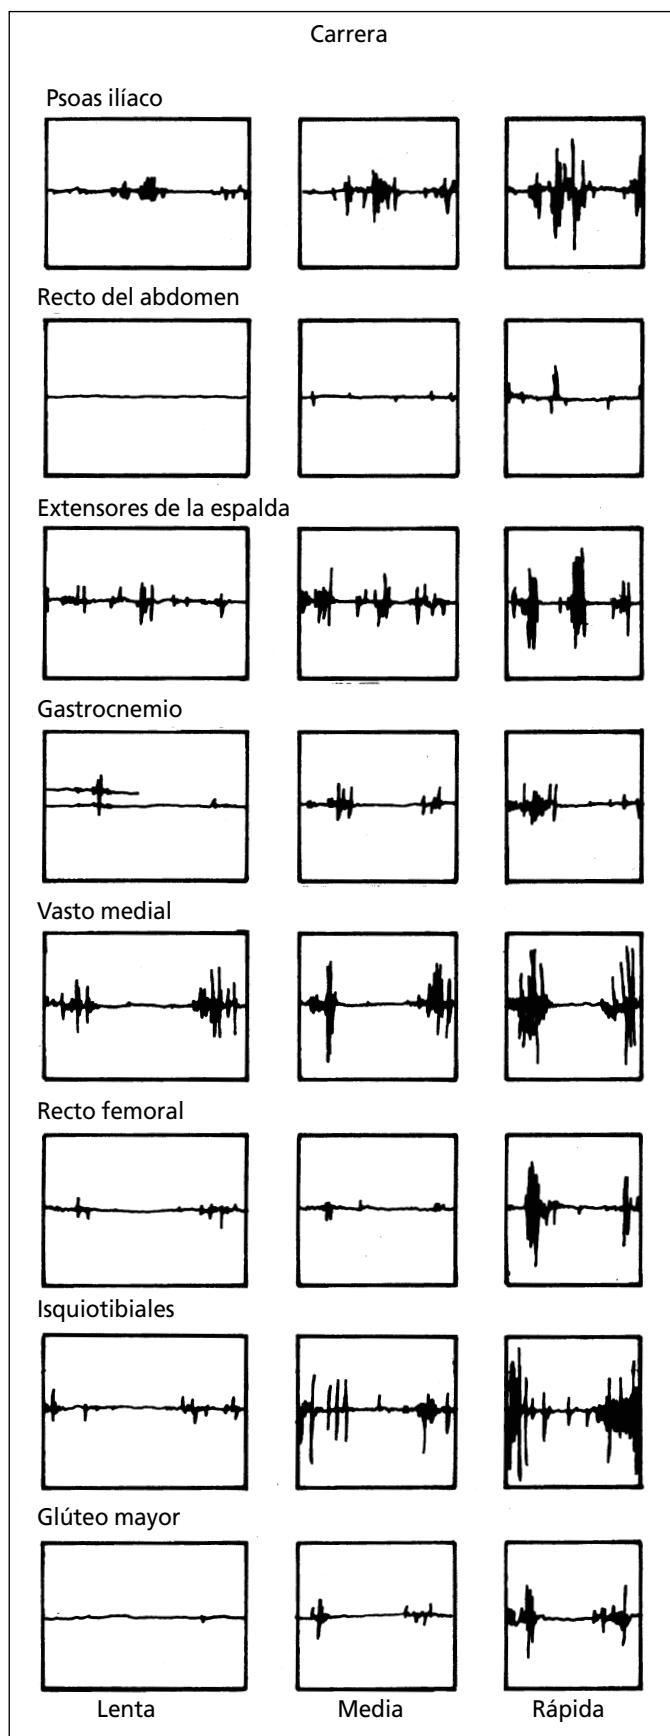 Carrera
Psoas ilíaco
Recto del abdomen
Extensores de la espalda
Gastrocnemio
Vasto medial
Recto femoral
Isquiotibiales
Glúteo mayor
Lenta Media Rápida